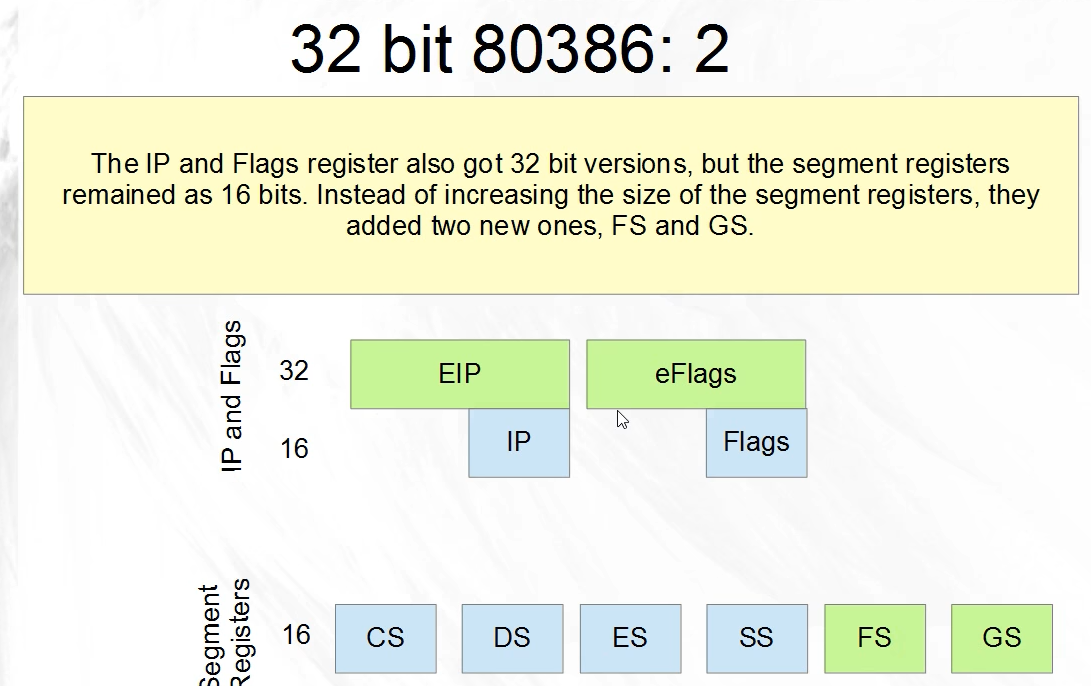 32 bit 80386: 2
The IP and Flags register also got 32 bit versions, but the segment registers
remained as 16 bits. Instead of increasing the size of the segment registers, they
added two new ones, FS and GS.
IP and Flags
32
EIP
eFlags
16
IP
Flags
Segment
Registers
16
CS
DS
ES
SS
FS
GS